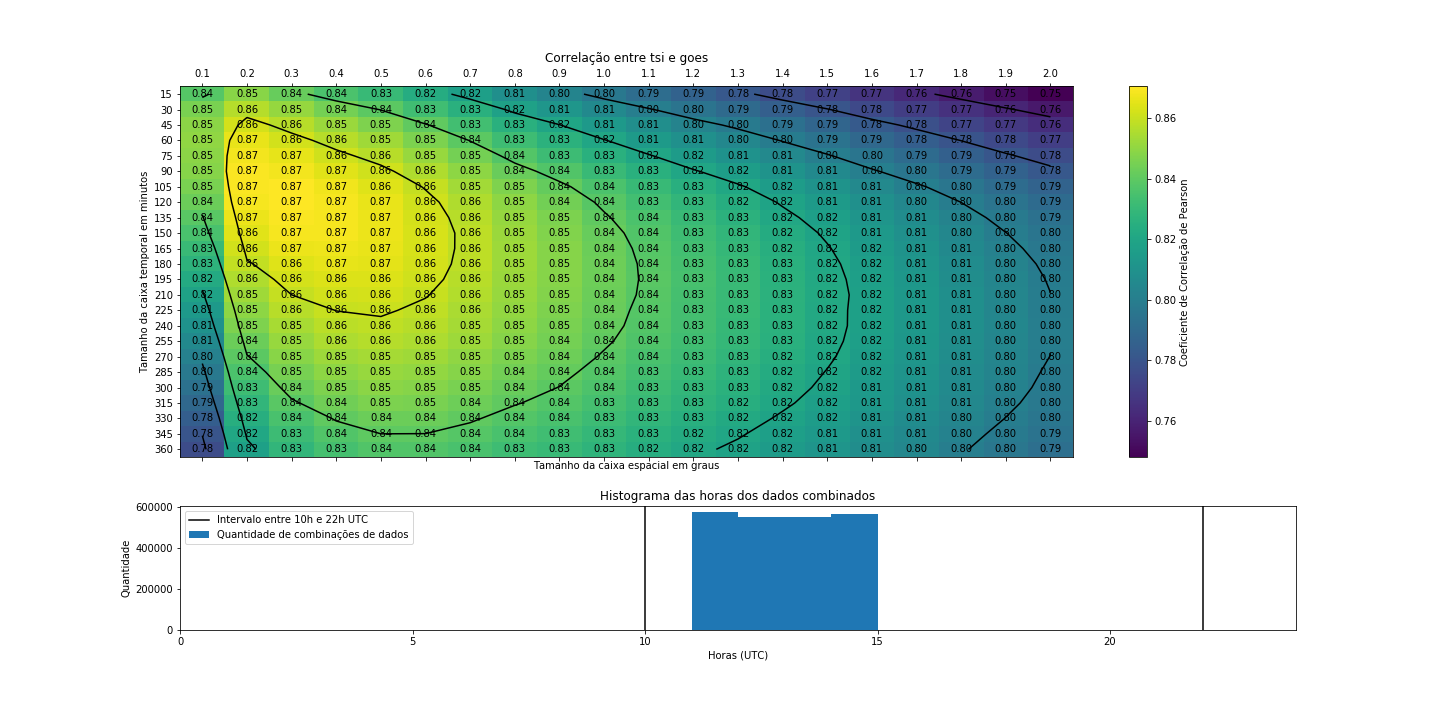 Correlação entre tsi e goes
0.1 0.2 0.3 0.4 0.5 0.6 0.7 0.8 0.9 1.0 1.1 1.2 1.3 1.4 1.5 1.6 1.7 1.8 1.9 2.0
15 0.84 0.85 0.84 0.84 0.83 0.82 0.82 0.81 0.80 0.80 0.79 0.79 0.78 0.78 0.77 0.77 0.76 0.76 0.75 0.75
30 0.85 0.86 0.85 0.84 0.84 0.83 0.83 0.82 0.81 0.81 0.80 0.80 0.79 0.79 0.78 0.78 0.77 0.77 0.76 0.76
45 0.85 0.86 0.86 0.85 0.85 0.84 0.83 0.83 0.82 0.81 0.81 0.80 0.80 0.79 0.79 0.78 0.78 0.77 0.77 0.76
60 0.85 0.87 0.87 0.86 0.86 0.85 0.84 0.83 0.83 0.82 0.81 0.81 0.80 0.80 0.79 0.79 0.78 0.78 0.78 0.77
75 0.85 0.87 0.87 0.86 0.86 0.85 0.85 0.84 0.83 0.83 0.82 0.82 0.81 0.81 0.80 0.80 0.79 0.79 0.78 0.78
90 0.85 0.87 0.87 0.87 0.86 0.86 0.85 0.84 0.84 0.83 0.83 0.82 0.82 0.81 0.81 0.80 0.80 0.79 0.79 0.78
105 0.85 0.87 0.87 0.87 0.86 0.86 0.85 0.85 0.84 0.84 0.83 0.83 0.82 0.82 0.81 0.81 0.80 0.80 0.79 0.79
120 0.84 0.87 0.87 0.87 0.87 0.86 0.85 0.85 0.84 0.84 0.83 0.83 0.82 0.82 0.81 0.81 0.80 0.80 0.80 0.79
135 0.84 0.87 0.87 0.87 0.87 0.86 0.86 0.85 0.85 0.84 0.84 0.83 0.83 0.82 0.82 0.81 0.81 0.80 0.80 0.79
150 0.84 0.86 0.87 0.87 0.87 0.86 0.86 0.85 0.85 0.84 0.84 0.83 0.83 0.82 0.82 0.81 0.81 0.80 0.80 0.80
165 0.83 0.86 0.87 0.87 0.87 0.86 0.86 0.85 0.85 0.84 0.84 0.83 0.83 0.82 0.82 0.81 0.81 0.81 0.80 0.80
180 0.83 0.86 0.86 0.87 0.87 0.86 0.86 0.85 0.85 0.84 0.84 0.83 0.83 0.82 0.82 0.82 0.81 0.81 0.80 0.80
195 0.82 0.86 0.86 0.86 0.86 0.86 0.86 0.85 0.85 0.84 0.84 0.83 0.83 0.83 0.82 0.82 0.81 0.81 0.80 0.80
210 0.82 0.85 0.86 0.86 0.86 0.86 0.86 0.85 0.85 0.84 0.84 0.83 0.83 0.83 0.82 0.82 0.81 0.81 0.80 0.80
225 0.81 0.85 0.86 0.86 0.86 0.86 0.86 0.85 0.85 0.84 0.84 0.83 0.83 0.83 0.82 0.82 0.81 0.81 0.80 0.80
240 0.81 0.85 0.85 0.86 0.86 0.86 0.85 0.85 0.85 0.84 0.84 0.83 0.83 0.83 0.82 0.82 0.81 0.81 0.80 0.80
255 0.81 0.84 0.85 0.86 0.86 0.86 0.85 0.85 0.84 0.84 0.84 0.83 0.83 0.82 0.82 0.82 0.81 0.81 0.80 0.80
270 0.80 0.84 0.85 0.85 0.85 0.85 0.85 0.85 0.84 0.84 0.84 0.83 0.83 0.82 0.82 0.82 0.81 0.81 0.80 0.80
285 0.80 0.84 0.85 0.85 0.85 0.85 0.85 0.84 0.84 0.84 0.83 0.83 0.83 0.82 0.82 0.82 0.81 0.81 0.80 0.80
300 0.79 0.83 0.84 0.85 0.85 0.85 0.85 0.84 0.84 0.84 0.83 0.83 0.83 0.82 0.82 0.81 0.81 0.81 0.80 0.80
315 0.79 0.83 0.84 0.84 0.85 0.85 0.84 0.84 0.84 0.83 0.83 0.83 0.82 0.82 0.82 0.81 0.81 0.80 0.80 0.80
330 0.78 0.82 0.84 0.84 0.84 0.84 0.84 0.84 0.83 0.83 0.83 0.83 0.82 0.82 0.82 0.81 0.81 0.80 0.80 0.80
345 0.78 0.82 0.83 0.84 0.84 0.84 0.84 0.84 0.83 0.83 0.83 0.82 0.82 0.82 0.81 0.81 0.81 0.80 0.80 0.79
360 0.78 0.82 0.83 0.83 0.84 0.84 0.84 0.83 0.83 0.83 0.82 0.82 0.82 0.82 0.81 0.81 0.80 0.80 0.80 0.79
Tamanho da caixa temporal em minutos
Tamanho da caixa espacial em graus
0.86
0.84
0.82
0.80
0.78
0.76
Coeficiente de Correlação de Pearson
Histograma das horas dos dados combinados
Intervalo entre 10h e 22h UTC
Quantidade de combinações de dados
600000
400000
200000
0
Quantidade
0 5 10 15 20
Horas (UTC)